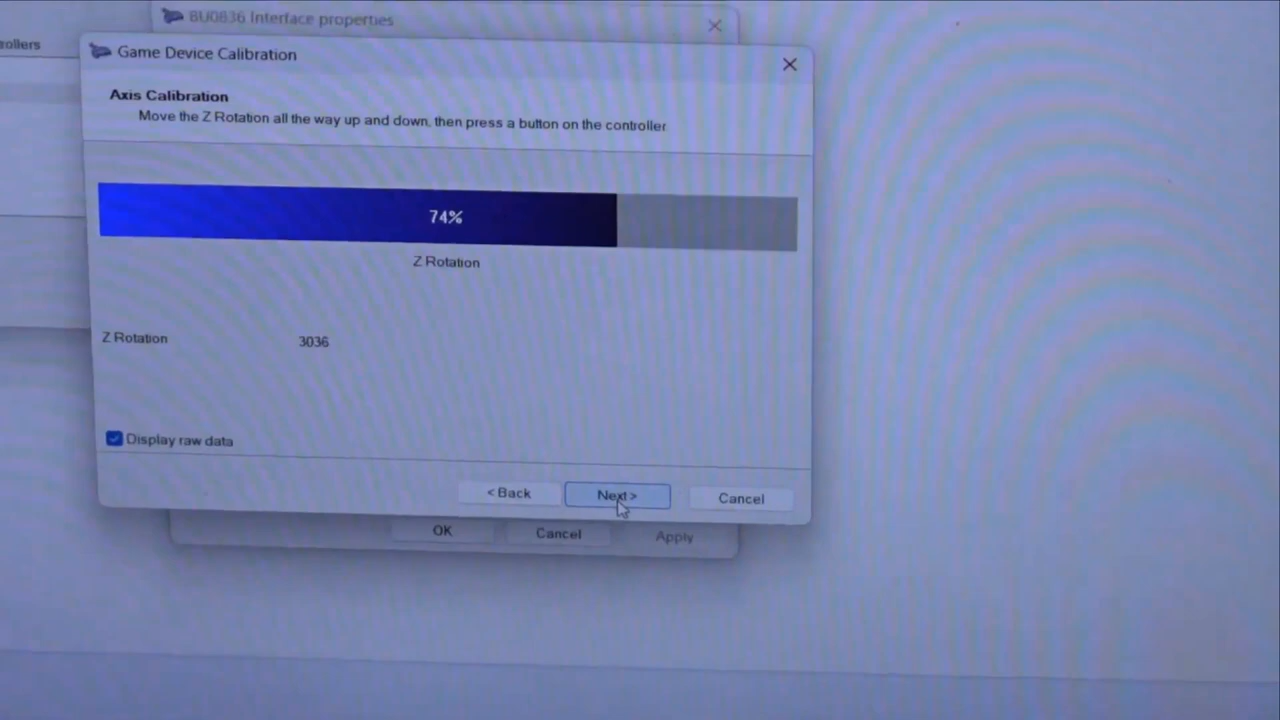 BU0836 Interface properties
rollers
Game Device Calibration
Axis Calibration
Move the Z Rotation all the way up and down, then press a button on the controller.
74%
Z Rotation
Z Rotation 3036
Display raw data
< Back Next > Cancel
OK Cancel Apply